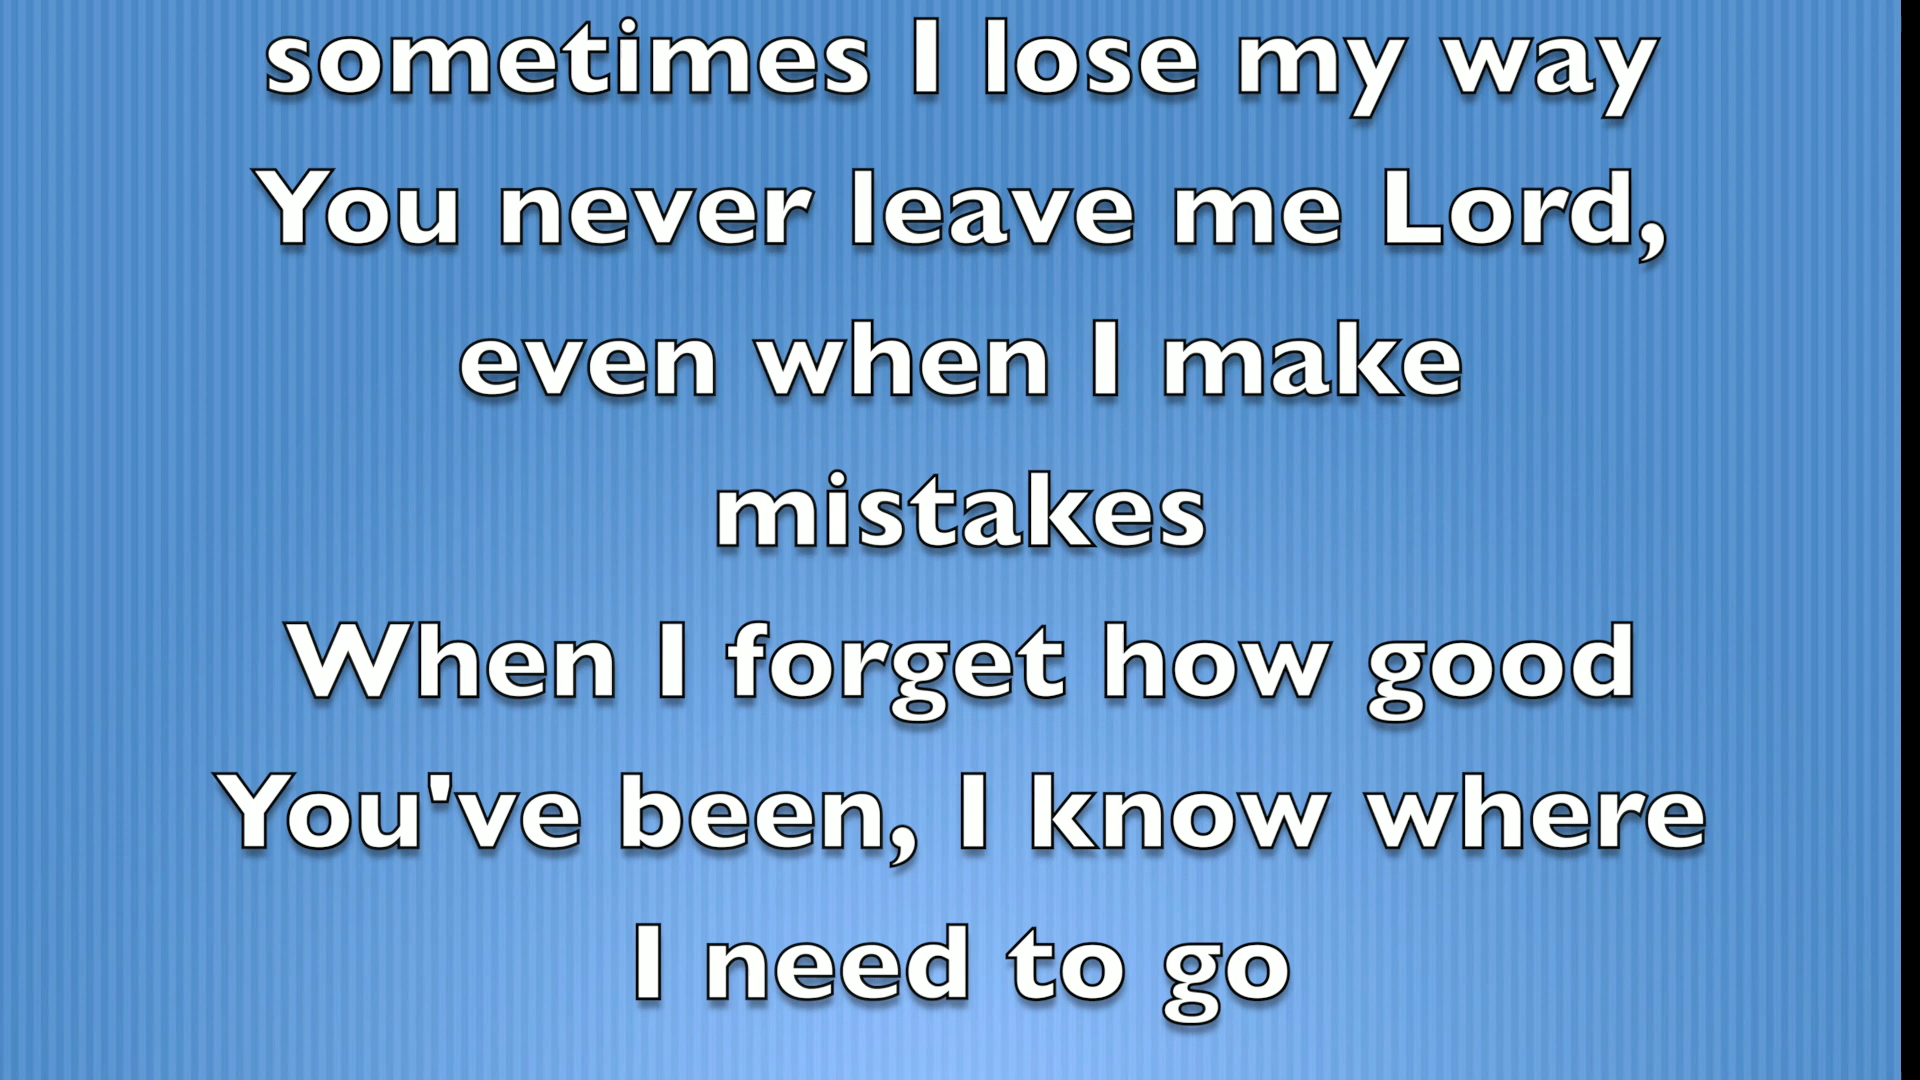 sometimes I lose my way
You never leave me Lord,
even when I make
mistakes
When I forget how good
You've been, I know where
I need to go